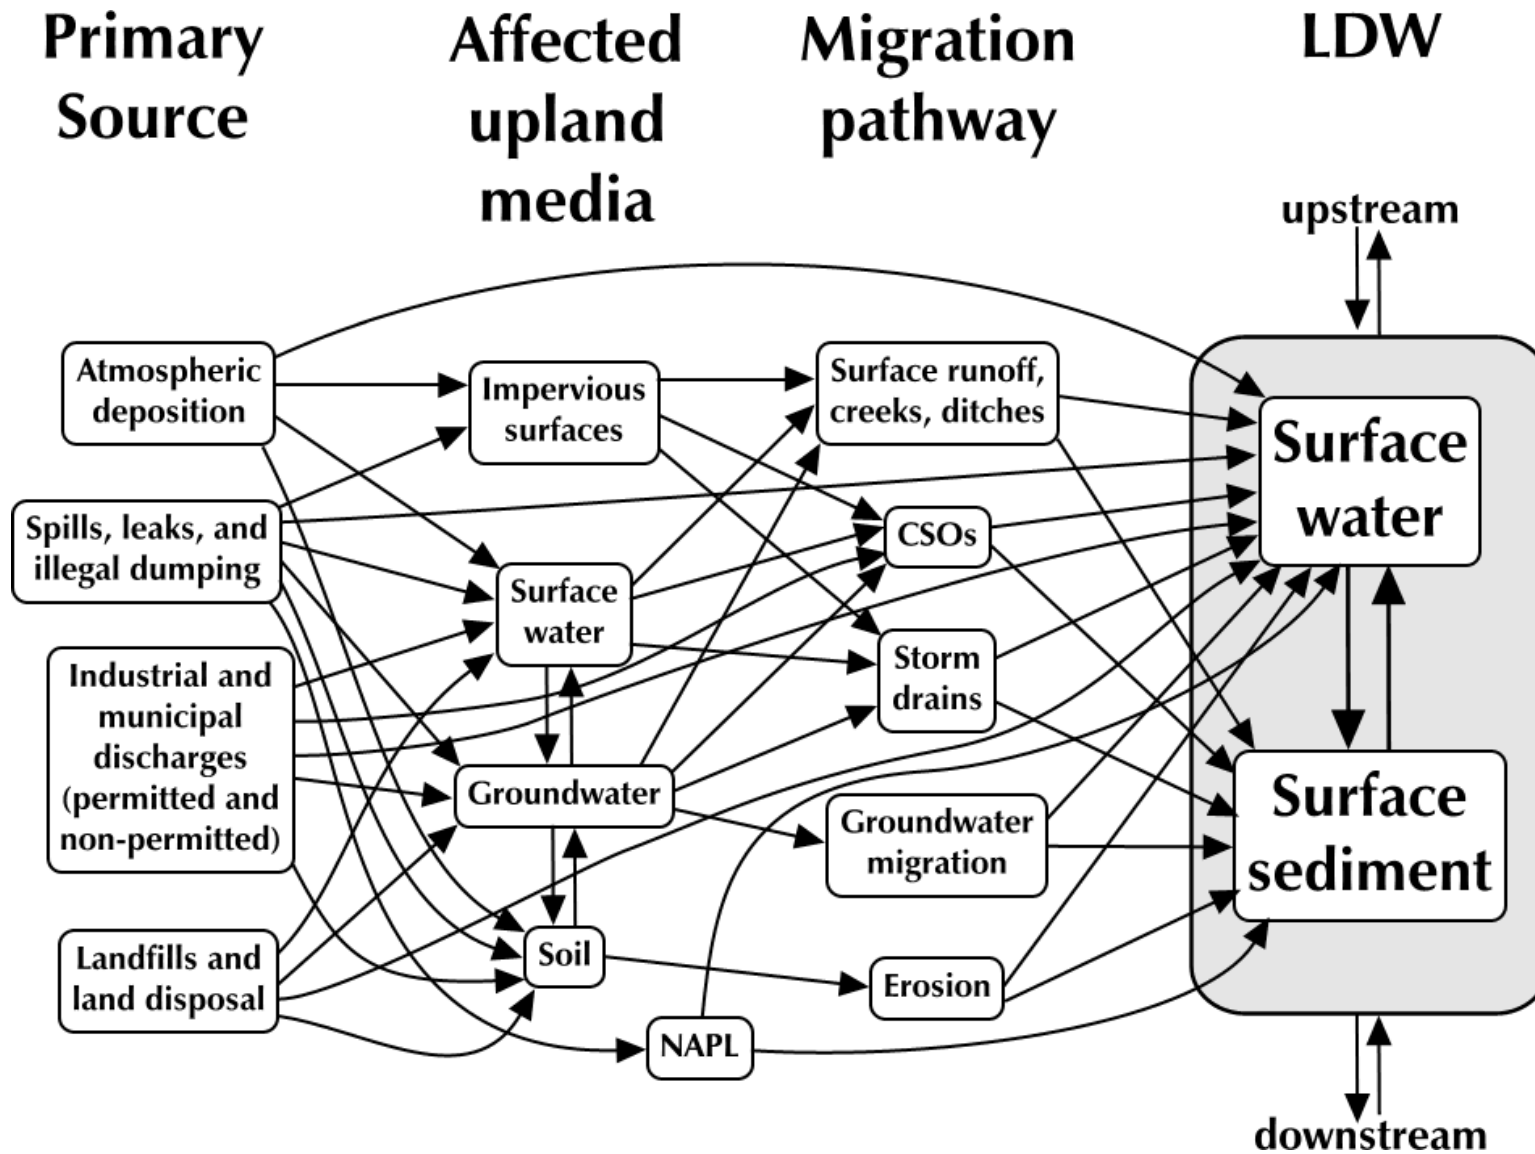 Primary
Source
Affected
upland
media
Migration
pathway
LDW
upstream
Atmospheric
deposition
Spills, leaks, and
illegal dumping
Industrial and
municipal
discharges
(permitted and
non-permitted)
Landfills and
land disposal
Impervious
surfaces
Surface
water
Groundwater
Soil
NAPL
Surface runoff,
creeks, ditches
CSOs
Storm
drains
Groundwater
migration
Erosion
Surface
water
Surface
sediment
downstream